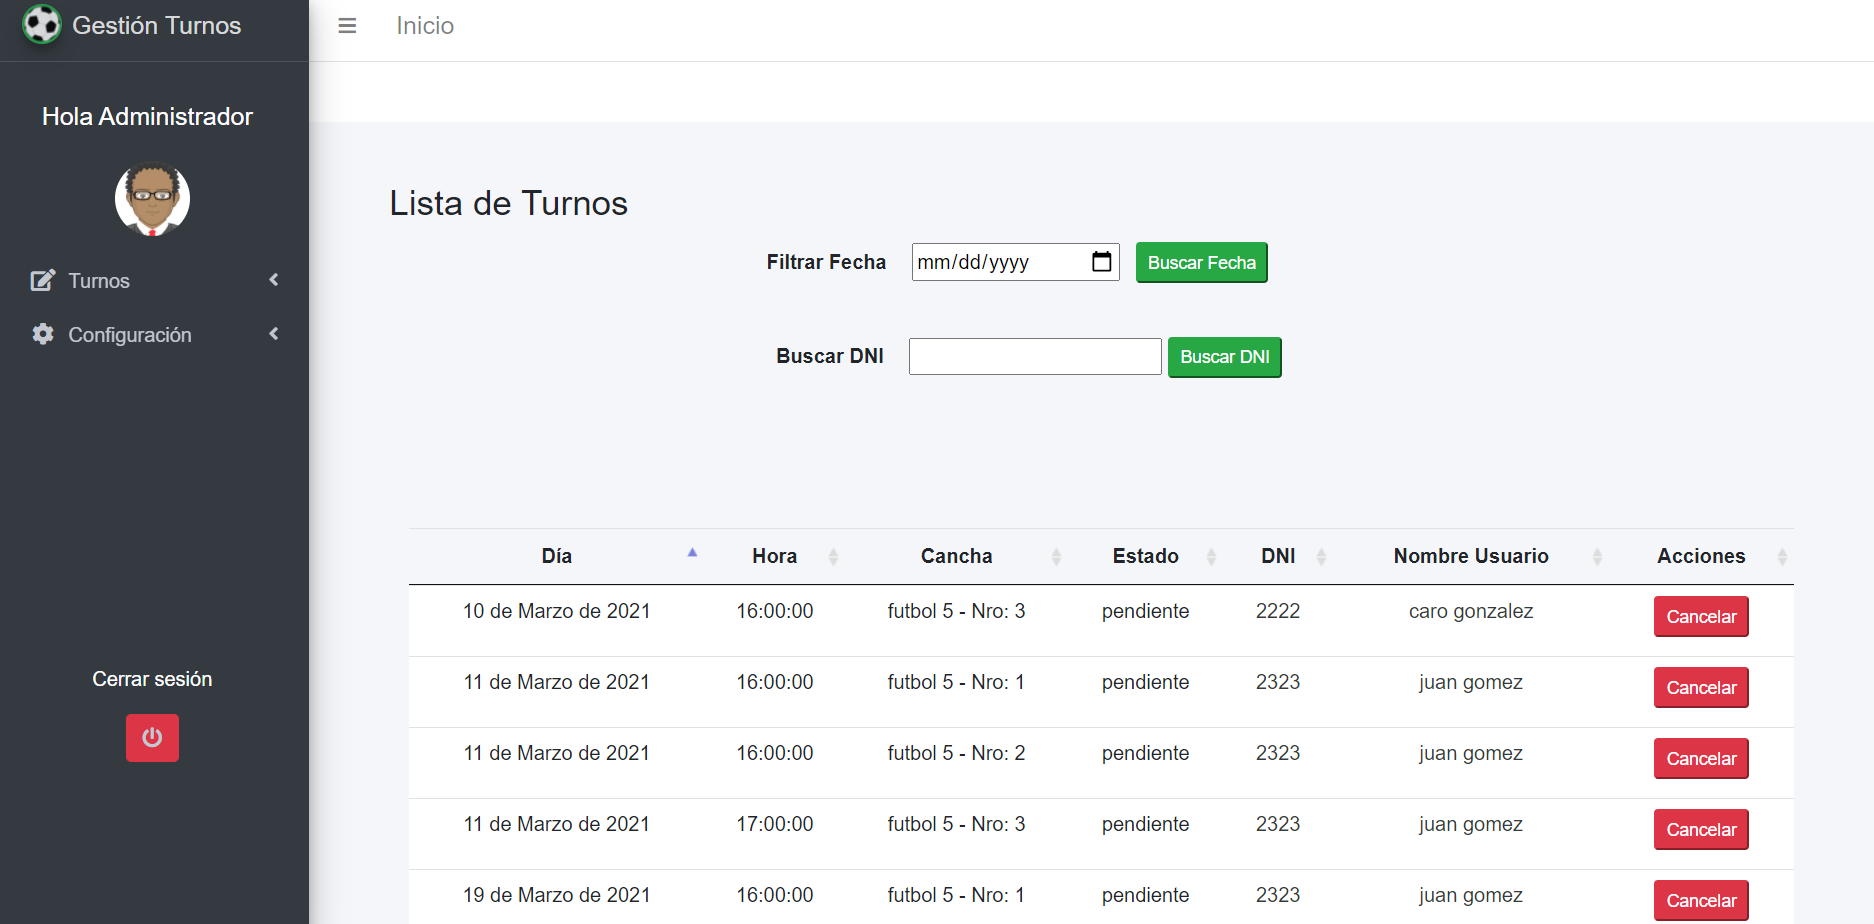 Gestión Turnos
Inicio
Hola Administrador
Turnos
Configuración
Cerrar sesión
Lista de Turnos
Filtrar Fecha mm/dd/yyyy Buscar Fecha
Buscar DNI Buscar DNI
Día Hora Cancha Estado DNI Nombre Usuario Acciones
10 de Marzo de 2021 16:00:00 futbol 5 - Nro: 3 pendiente 2222 caro gonzalez Cancelar
11 de Marzo de 2021 16:00:00 futbol 5 - Nro: 1 pendiente 2323 juan gomez Cancelar
11 de Marzo de 2021 16:00:00 futbol 5 - Nro: 2 pendiente 2323 juan gomez Cancelar
11 de Marzo de 2021 17:00:00 futbol 5 - Nro: 3 pendiente 2323 juan gomez Cancelar
19 de Marzo de 2021 16:00:00 futbol 5 - Nro: 1 pendiente 2323 juan gomez Cancelar